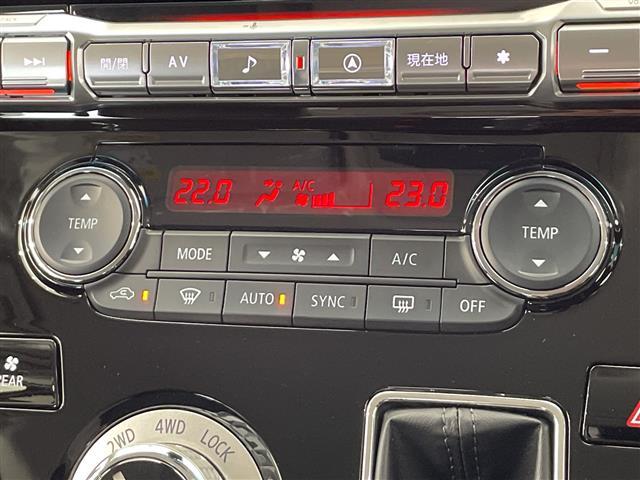 開/閉 AV 現在地
22.0 A/C 23.0
TEMP TEMP
MODE A/C
AUTO SYNC OFF
REAR
2WD 4WD LOCK